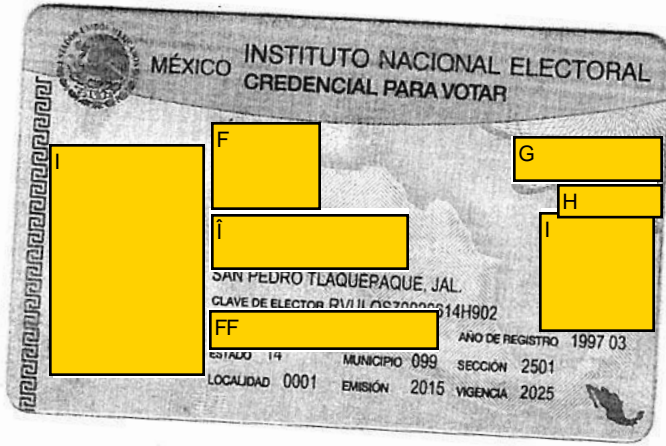 MÉXICO INSTITUTO NACIONAL ELECTORAL
CREDENCIAL PARA VOTAR
F
G
I
H
Î
I
SAN PEDRO TLAQUEPAQUE, JAL.
CLAVE DE ELECTOR
FF
AÑO DE REGISTRO 1997 03
ESTADO 14 MUNICIPIO 099 SECCIÓN 2501
LOCALIDAD 0001 EMISIÓN 2015 VIGENCIA 2025